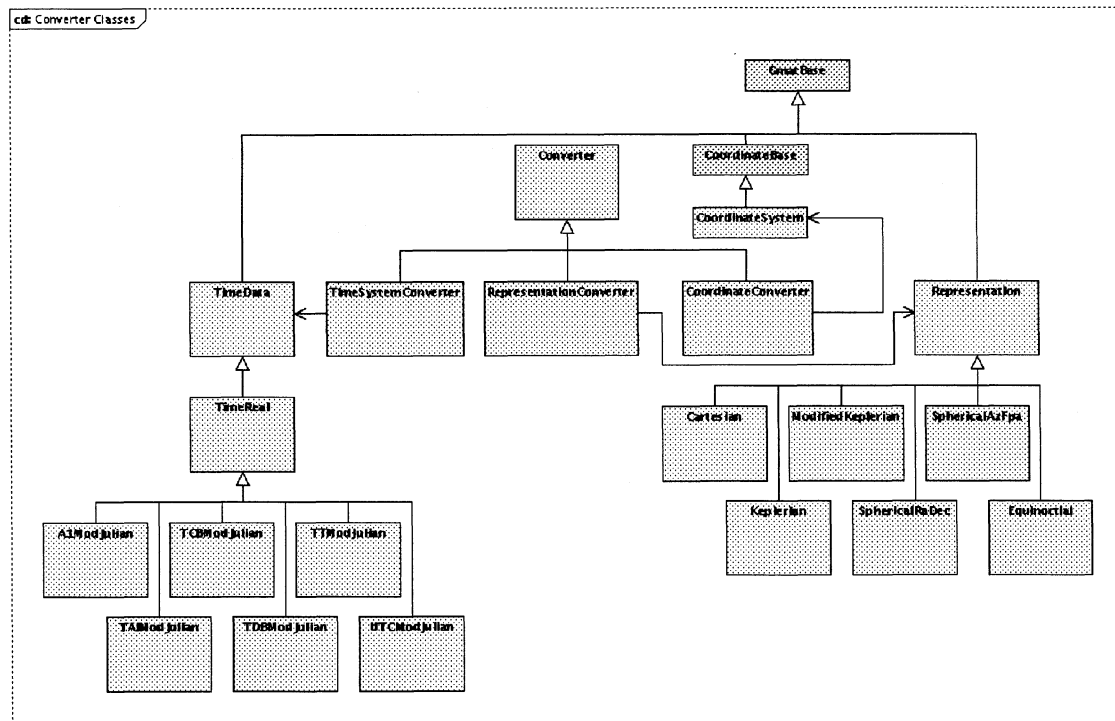 cd: Converter Classes
GmatBase
Converter
CoordinateBase
CoordinateSystem
TimeData
TimeSystemConverter
RepresentationConverter
CoordinateConverter
Representation
TimeReal
Cartesian
ModifiedKeplerian
SphericalAzFpa
Keplerian
SphericalRaDec
Equinoctial
A1ModJulian
TCBModJulian
TTModJulian
TAIModJulian
TDBModJulian
UTCModJulian